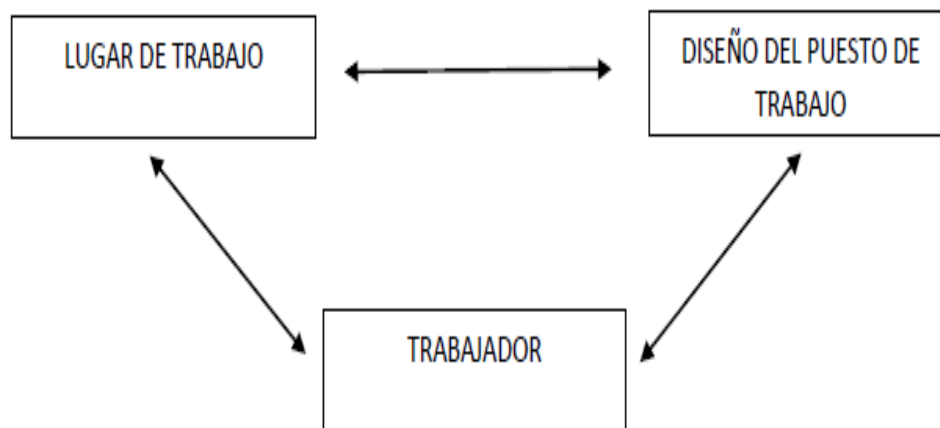 LUGAR DE TRABAJO
DISEÑO DEL PUESTO DE
TRABAJO
TRABAJADOR